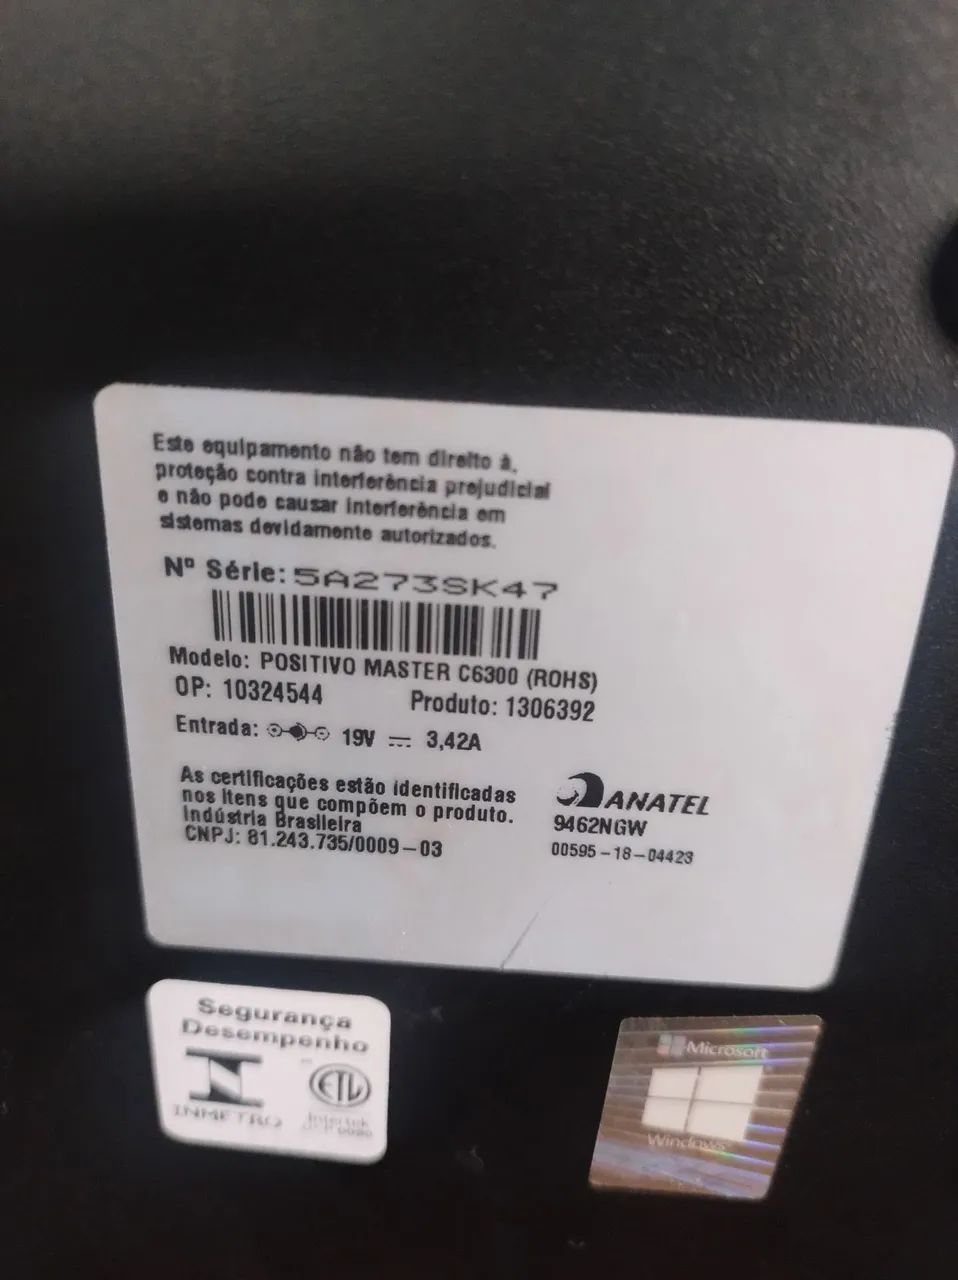 Este equipamento não tem direito à,
proteção contra interferência prejudicial
e não pode causar interferência em
sistemas devidamente autorizados.
Nº Série: 5A273SK47
Modelo: POSITIVO MASTER C6300 (ROHS)
OP: 10324544 Produto: 1306392
Entrada: 19V 3,42A
As certificações estão identificadas
nos itens que compõem o produto.
Indústria Brasileira
CNPJ: 81.243.735/0009-03
ANATEL
9462NGW
00595-18-04423
Segurança
Desempenho
INMETRO
ETL
Intertek
Microsoft
Windows